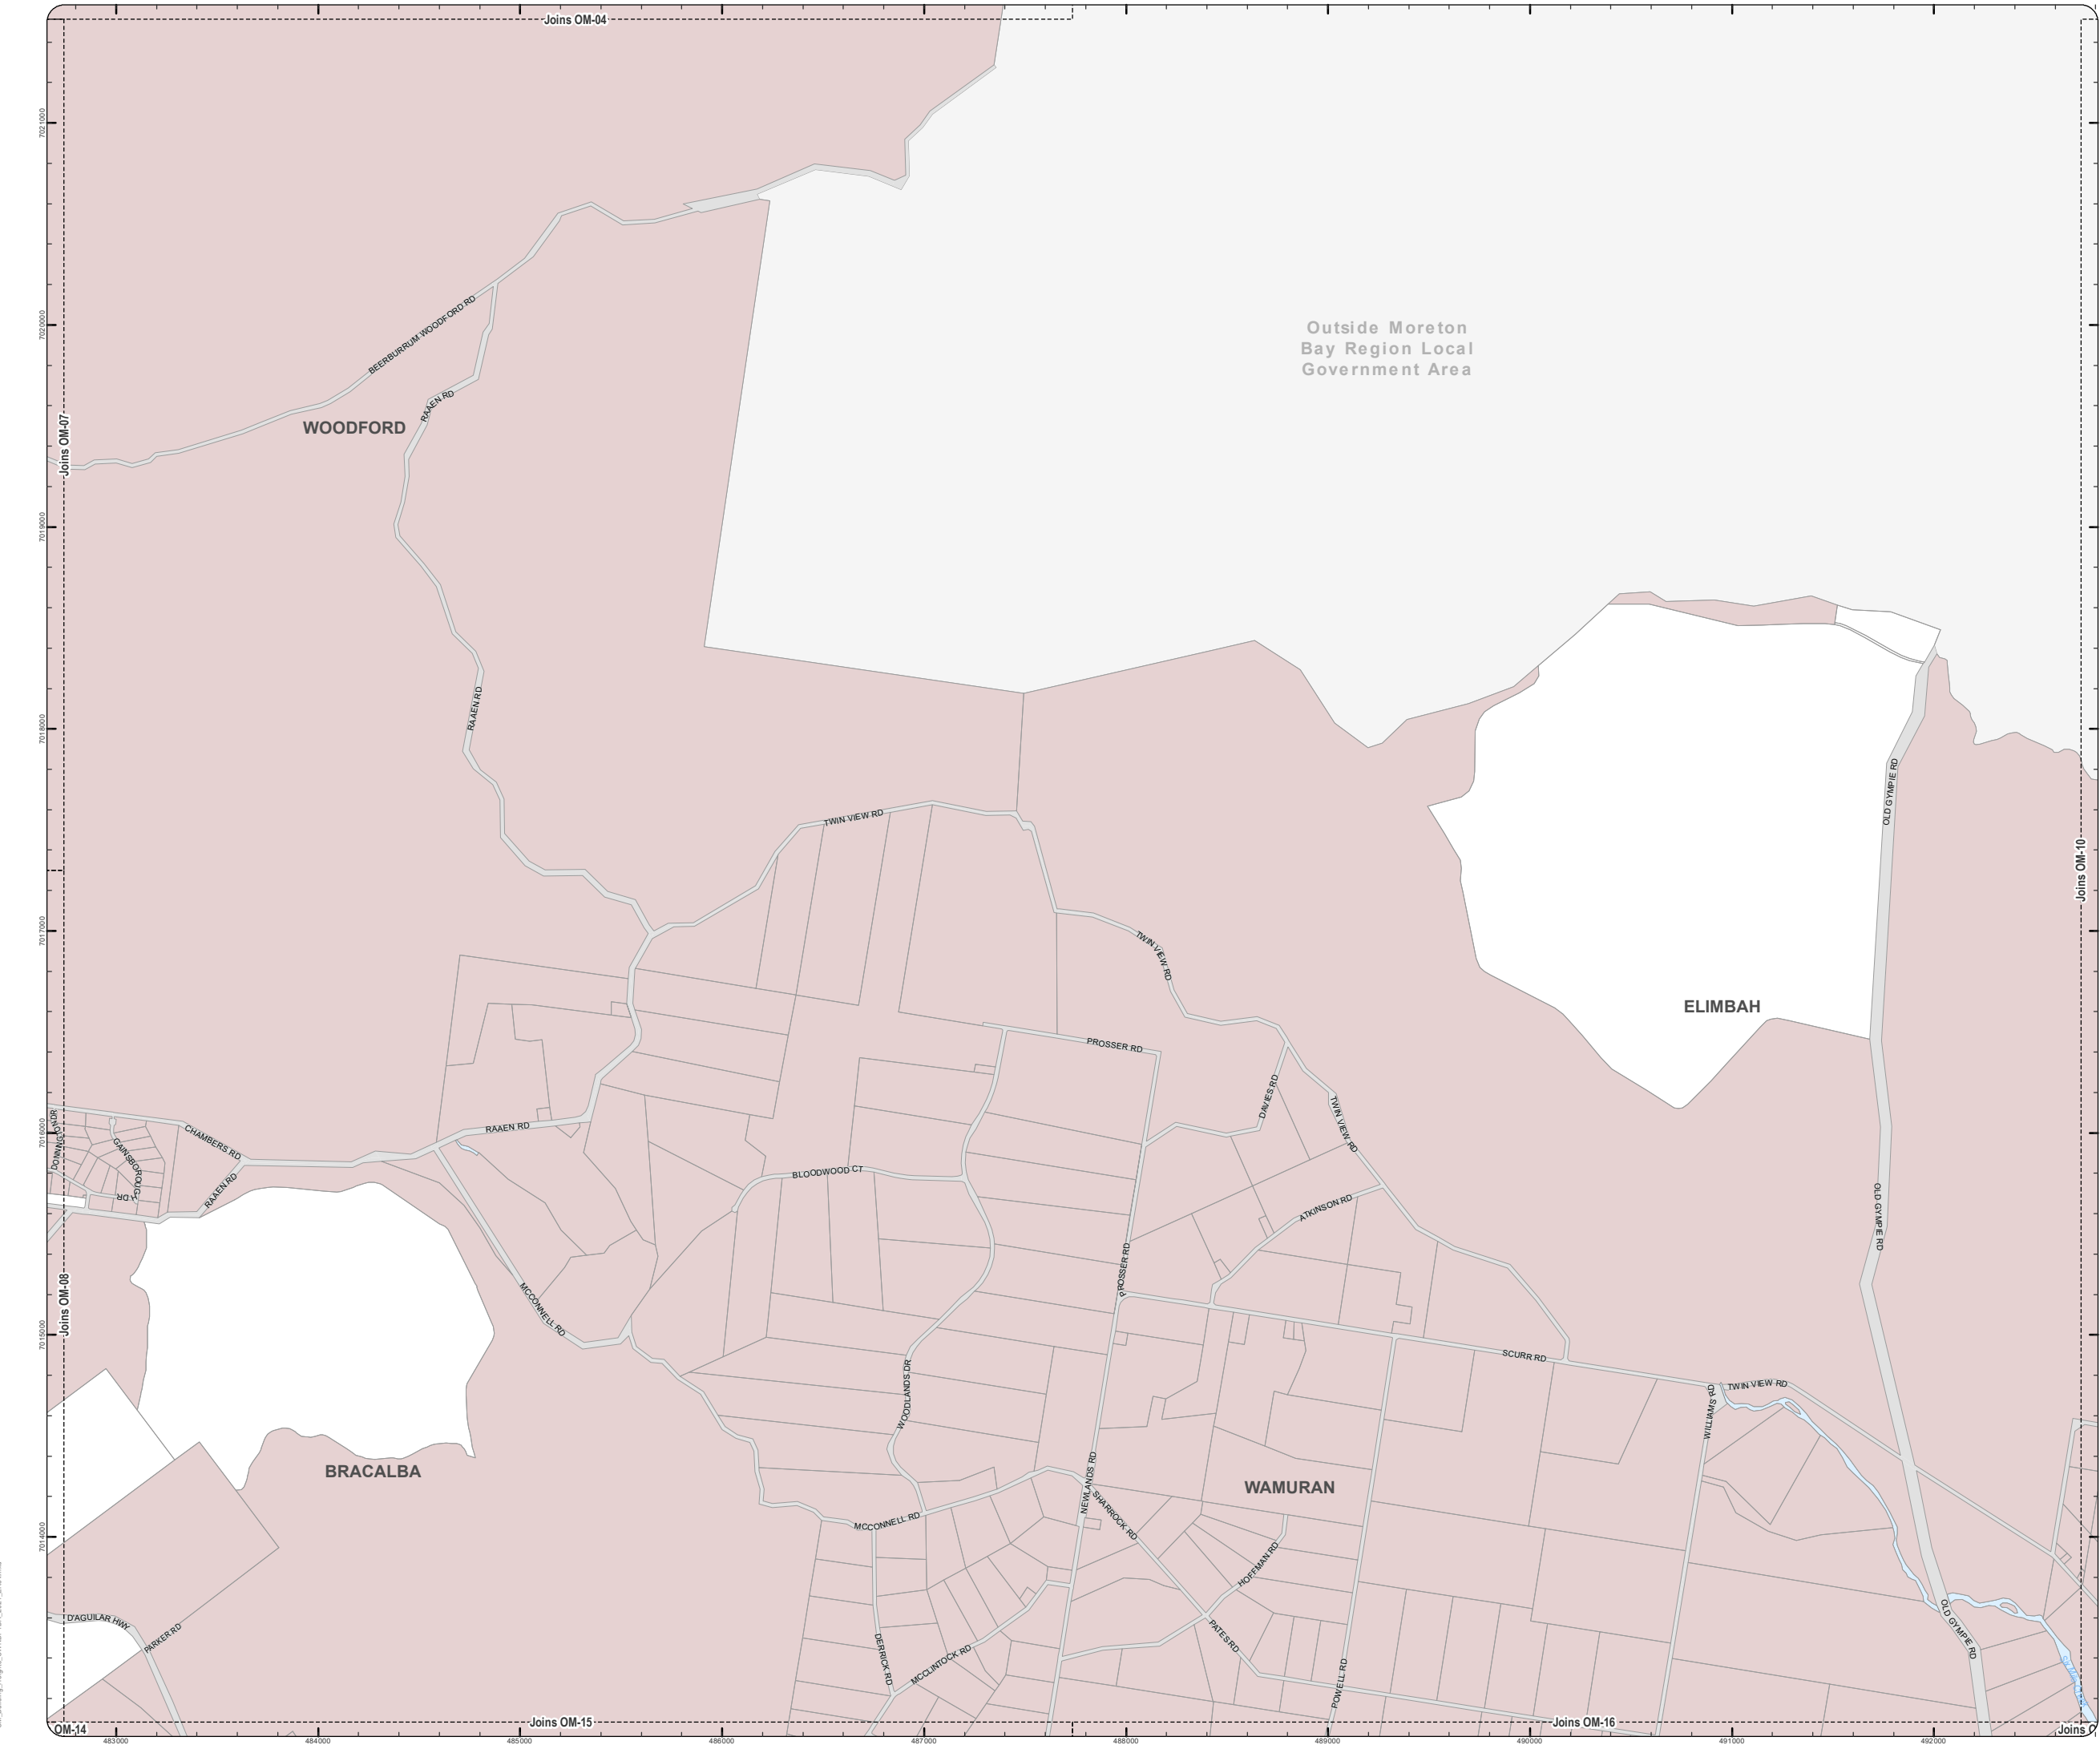 Joins OM-04
7021000
Outside Moreton
Bay Region Local
Government Area
BEERBURRUM WOODFORD RD
7020000
RAAEN RD
WOODFORD
Joins OM-07
7019000
RAAEN RD
7018000
OLD GYMPIE RD
TWIN VIEW RD
Joins OM-10
7017000
TWIN VIEW RD
ELIMBAH
PROSSER RD
DAVIES RD
TWIN VIEW RD
7016000
CHAMBERS RD
RAAEN RD
RAAEN RD
BLOODWOOD CT
ATKINSON RD
OLD GYMPIE RD
PROSSER RD
Joins OM-08
MCCONNELL RD
7015000
SCURR RD
TWIN VIEW RD
WILLIAMS RD
WOODLANDS DR
BRACALBA
WAMURAN
NEWLANDS RD
SHARROCK RD
MCCONNELL RD
7014000
HOFFMAN RD
D'AGUILAR HWY
PARKER RD
DERRICK RD
MCCLINTOCK RD
PATES RD
POWELL RD
OLD GYMPIE RD
OM-14
Joins OM-15
Joins OM-16
Joins O
483000
484000
485000
486000
487000
488000
489000
490000
491000
492000